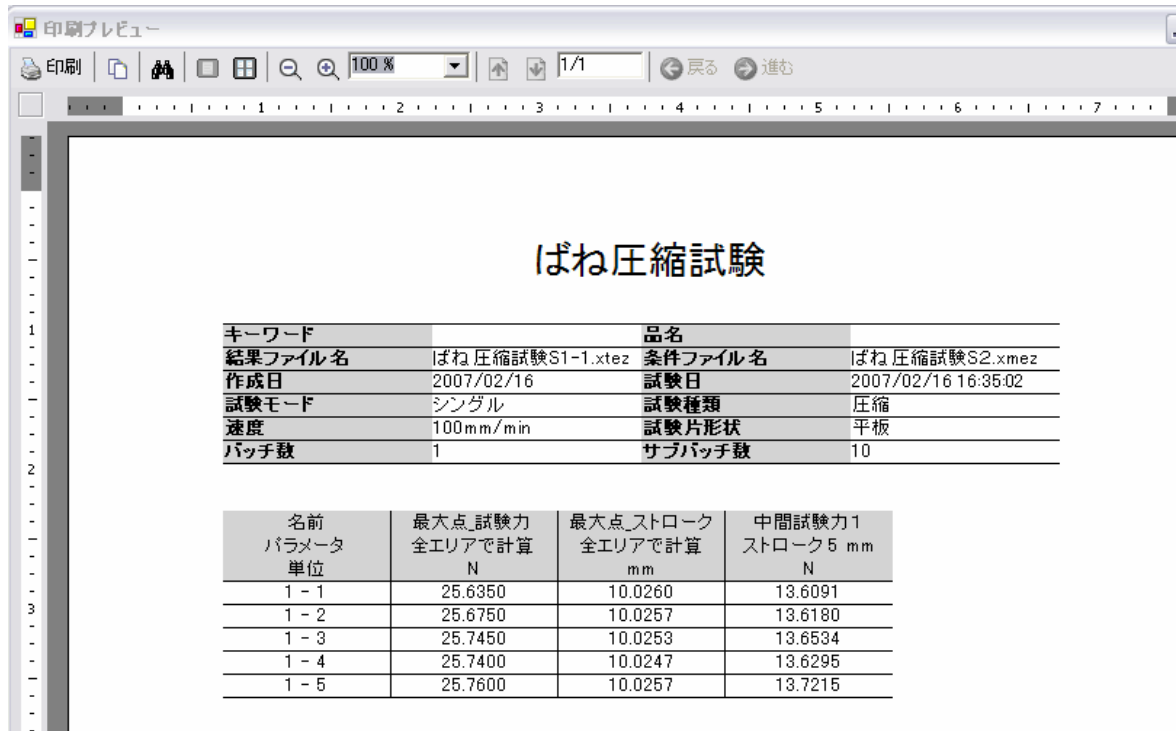 印刷プレビュー
印刷 100 % 1/1 戻る 進む
1 2 3 4 5 6 7
ばね圧縮試験
キーワード 品名
結果ファイル名 ばね圧縮試験S1-1.xtez 条件ファイル名 ばね圧縮試験S2.xmez
作成日 2007/02/16 試験日 2007/02/16 16:35:02
試験モード シングル 試験種類 圧縮
速度 100mm/min 試験片形状 平板
バッチ数 1 サブバッチ数 10
名前 最大点_試験力 最大点_ストローク 中間試験力1
パラメータ 全エリアで計算 全エリアで計算 ストローク5 mm
単位 N mm N
1 - 1 25.6350 10.0260 13.6091
1 - 2 25.6750 10.0257 13.6180
1 - 3 25.7450 10.0253 13.6534
1 - 4 25.7400 10.0247 13.6295
1 - 5 25.7600 10.0257 13.7215
1
2
3